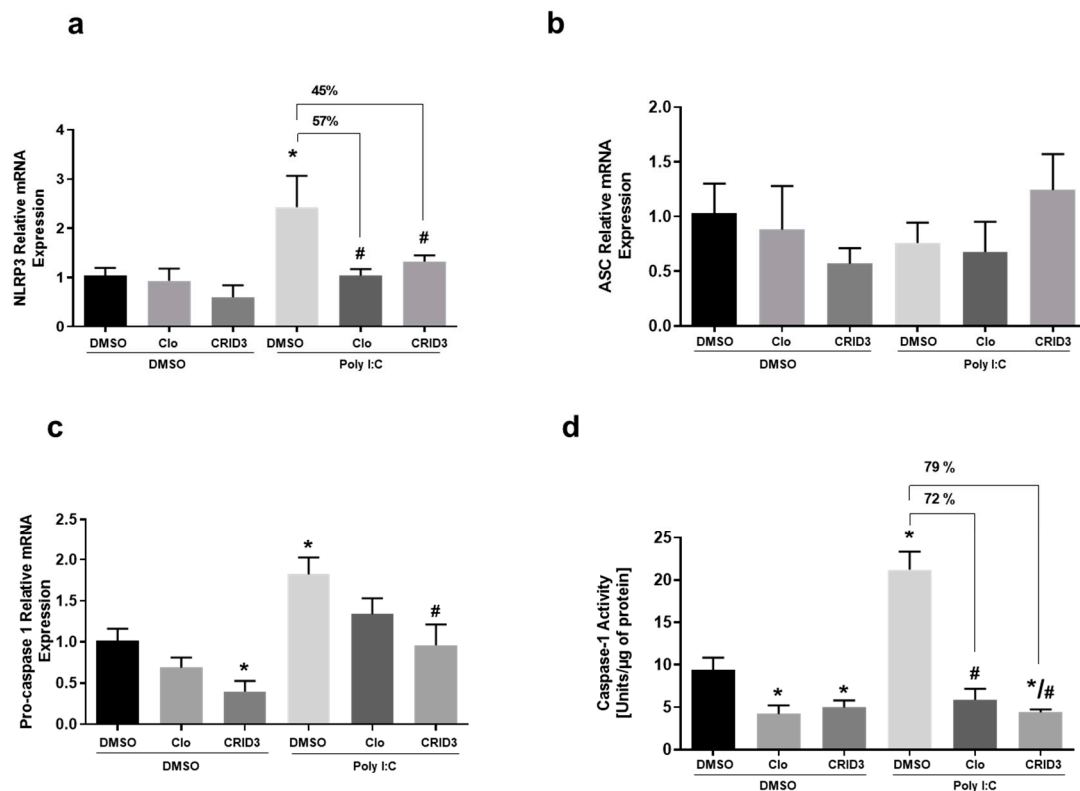 a
45%
57%
NLRP3 Relative mRNA
Expression
4
3
2
1
0
*
#
#
DMSO Clo CRID3 DMSO Clo CRID3
DMSO Poly I:C
b
ASC Relative mRNA
Expression
2.0
1.5
1.0
0.5
0.0
DMSO Clo CRID3 DMSO Clo CRID3
DMSO Poly I:C
c
Pro-caspase 1 Relative mRNA
Expression
2.5
2.0
1.5
1.0
0.5
0.0
*
*
#
DMSO Clo CRID3 DMSO Clo CRID3
DMSO Poly I:C
d
79 %
72 %
Caspase-1 Activity
[Units/µg of protein]
25
20
15
10
5
0
*
*
*
#
*/#
DMSO Clo CRID3 DMSO Clo CRID3
DMSO Poly I:C